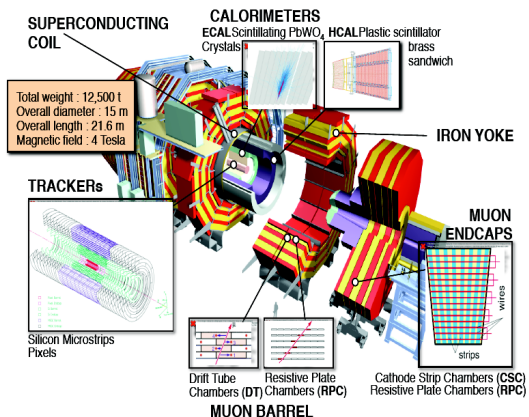 SUPERCONDUCTING
COIL
CALORIMETERS
ECAL Scintillating PbWO4
Crystals
HCAL Plastic scintillator
brass
sandwich
Total weight : 12,500 t
Overall diameter : 15 m
Overall length : 21.6 m
Magnetic field : 4 Tesla
IRON YOKE
TRACKERs
Silicon Microstrips
Pixels
MUON
ENDCAPS
wires
strips
Drift Tube
Chambers (DT)
Resistive Plate
Chambers (RPC)
Cathode Strip Chambers (CSC)
Resistive Plate Chambers (RPC)
MUON BARREL